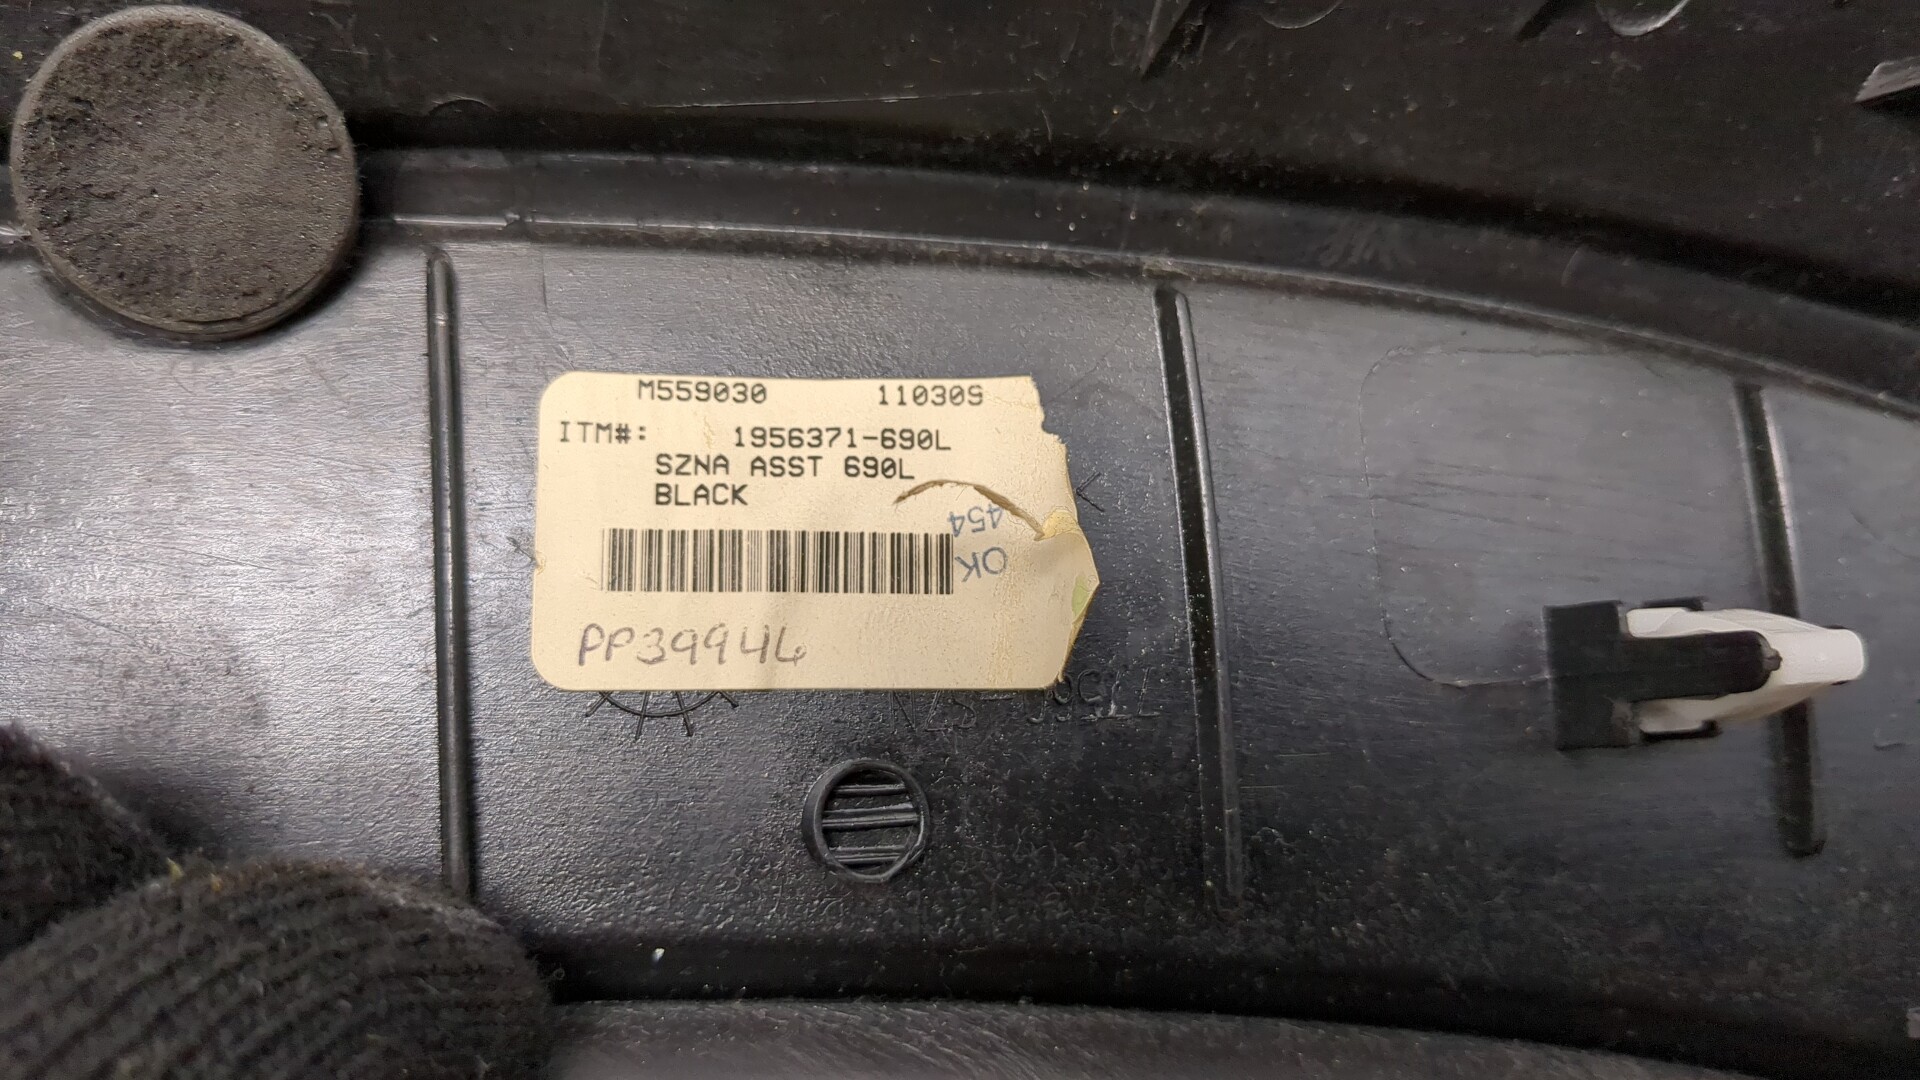 M559030 110309
ITM#: 1956371-690L
SZNA ASST 690L
BLACK
454
OK
PP39946